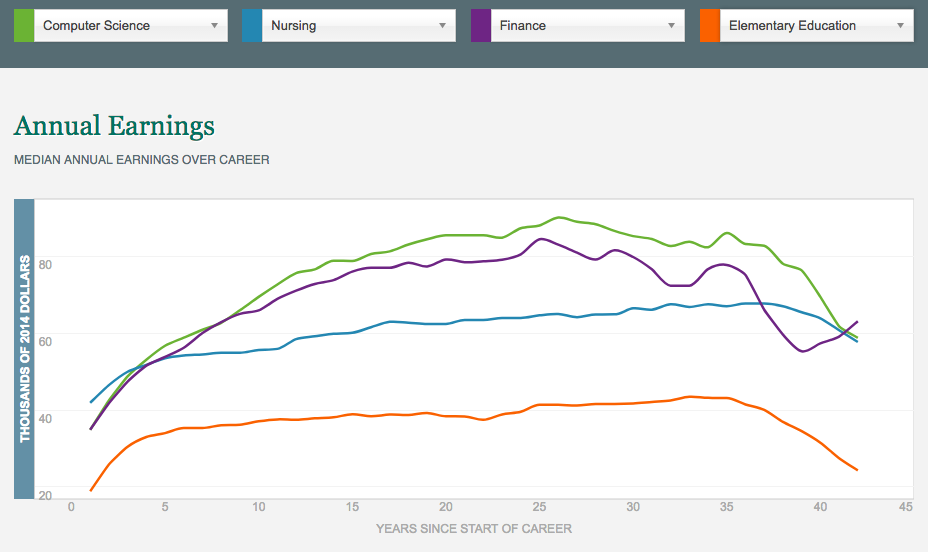 Computer Science
Nursing
Finance
Elementary Education
Annual Earnings
MEDIAN ANNUAL EARNINGS OVER CAREER
THOUSANDS OF 2014 DOLLARS
80
60
40
20
0 5 10 15 20 25 30 35 40 45
YEARS SINCE START OF CAREER